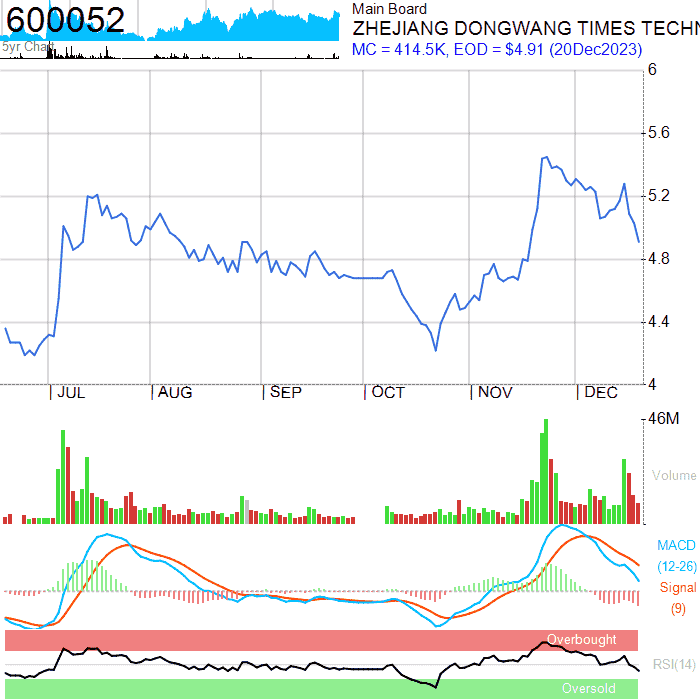 600052
5yr Chart
Main Board
ZHEJIANG DONGWANG TIMES TECHN
MC = 414.5K, EOD = $4.91 (20Dec2023)
6
5.6
5.2
4.8
4.4
4
JUL
AUG
SEP
OCT
NOV
DEC
46M
Volume
MACD
(12-26)
Signal
(9)
Overbought
RSI(14)
Oversold